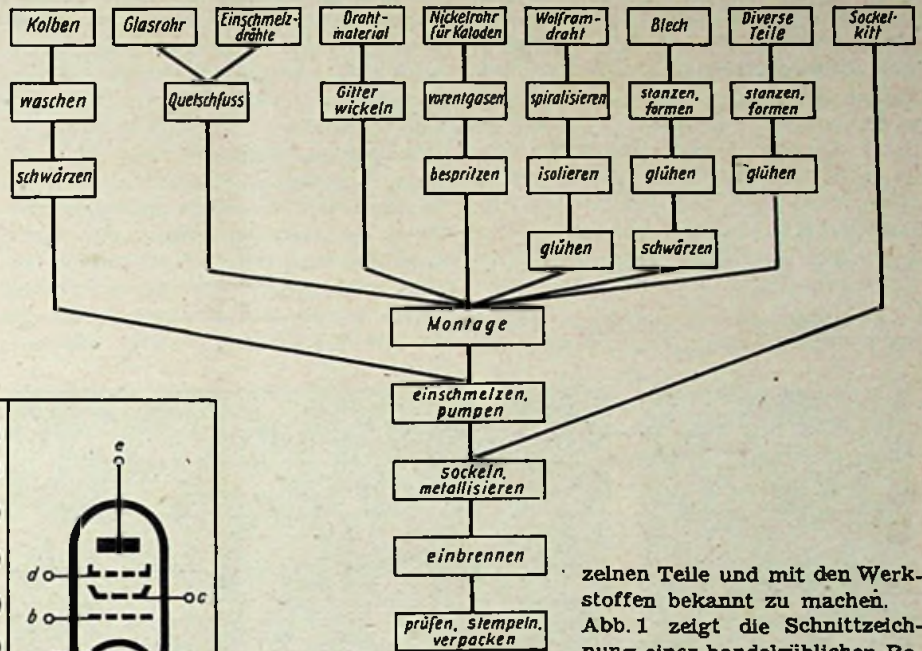 Kolben
Glasrohr
Einschmelz-
drähte
Draht-
material
Nickelrohr
für Katoden
Wolfram-
draht
Blech
Diverse
Teile
Sockel-
kitt
waschen
Quetschfuss
Gitter
wickeln
vorentgasen
spiralisieren
stanzen,
formen
stanzen,
formen
schwärzen
bespritzen
isolieren
glühen
glühen
glühen
schwärzen
Montage
einschmelzen,
pumpen
sockeln,
metallisieren
einbrennen
prüfen, stempeln,
verpacken
e
d
c
b
zelnen Teile und mit den Werk-
stoffen bekannt zu machen.
Abb. 1 zeigt die Schnittzeich-